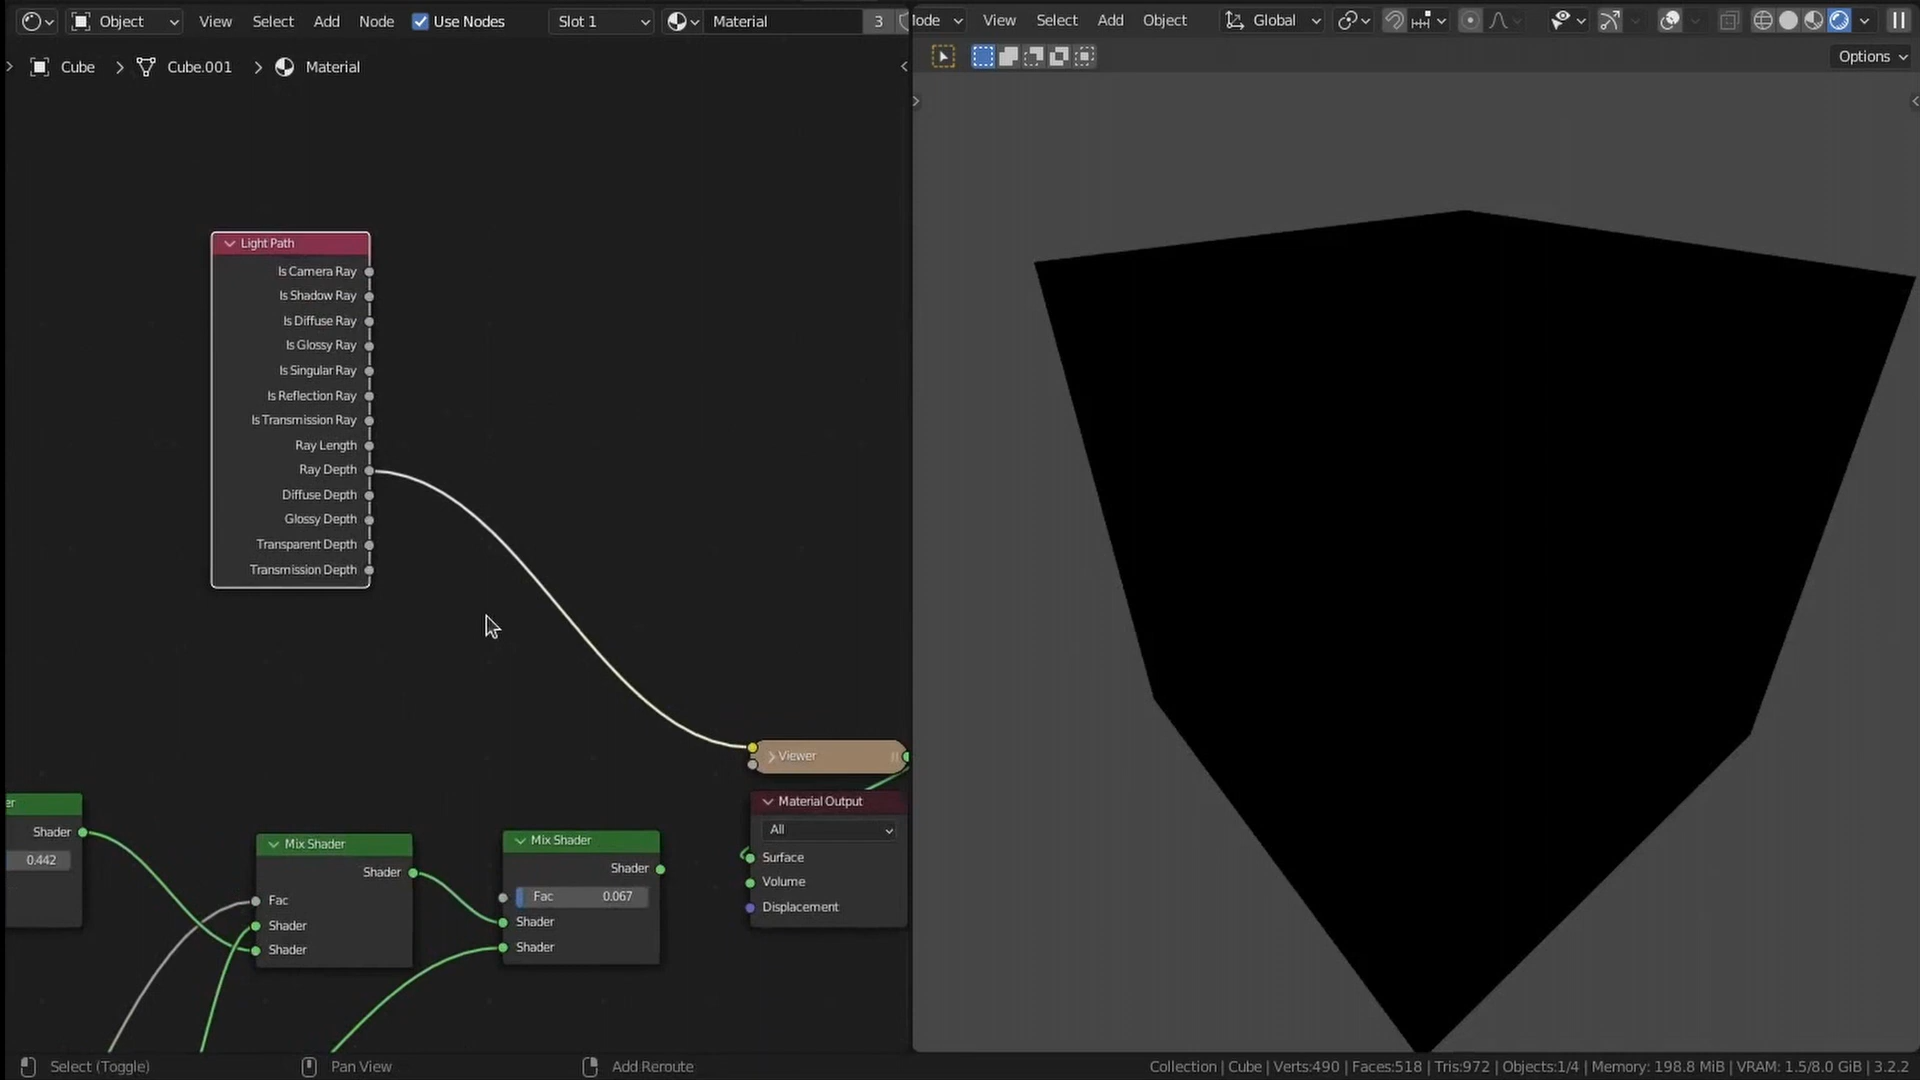 Object
View
Select
Add
Node
Use Nodes
Slot 1
Material
3
ode
View
Select
Add
Object
Global
Options
Cube
Cube.001
Material
Light Path
Is Camera Ray
Is Shadow Ray
Is Diffuse Ray
Is Glossy Ray
Is Singular Ray
Is Reflection Ray
Is Transmission Ray
Ray Length
Ray Depth
Diffuse Depth
Glossy Depth
Transparent Depth
Transmission Depth
Viewer
Material Output
All
Surface
Volume
Displacement
er
Shader
0.442
Mix Shader
Shader
Fac
Shader
Shader
Mix Shader
Shader
Fac 0.067
Shader
Shader
Select (Toggle)
Pan View
Add Reroute
Collection | Cube | Verts:490 | Faces:518 | Tris:972 | Objects:1/4 | Memory: 198.8 MiB | VRAM: 1.5/8.0 GiB | 3.2.2